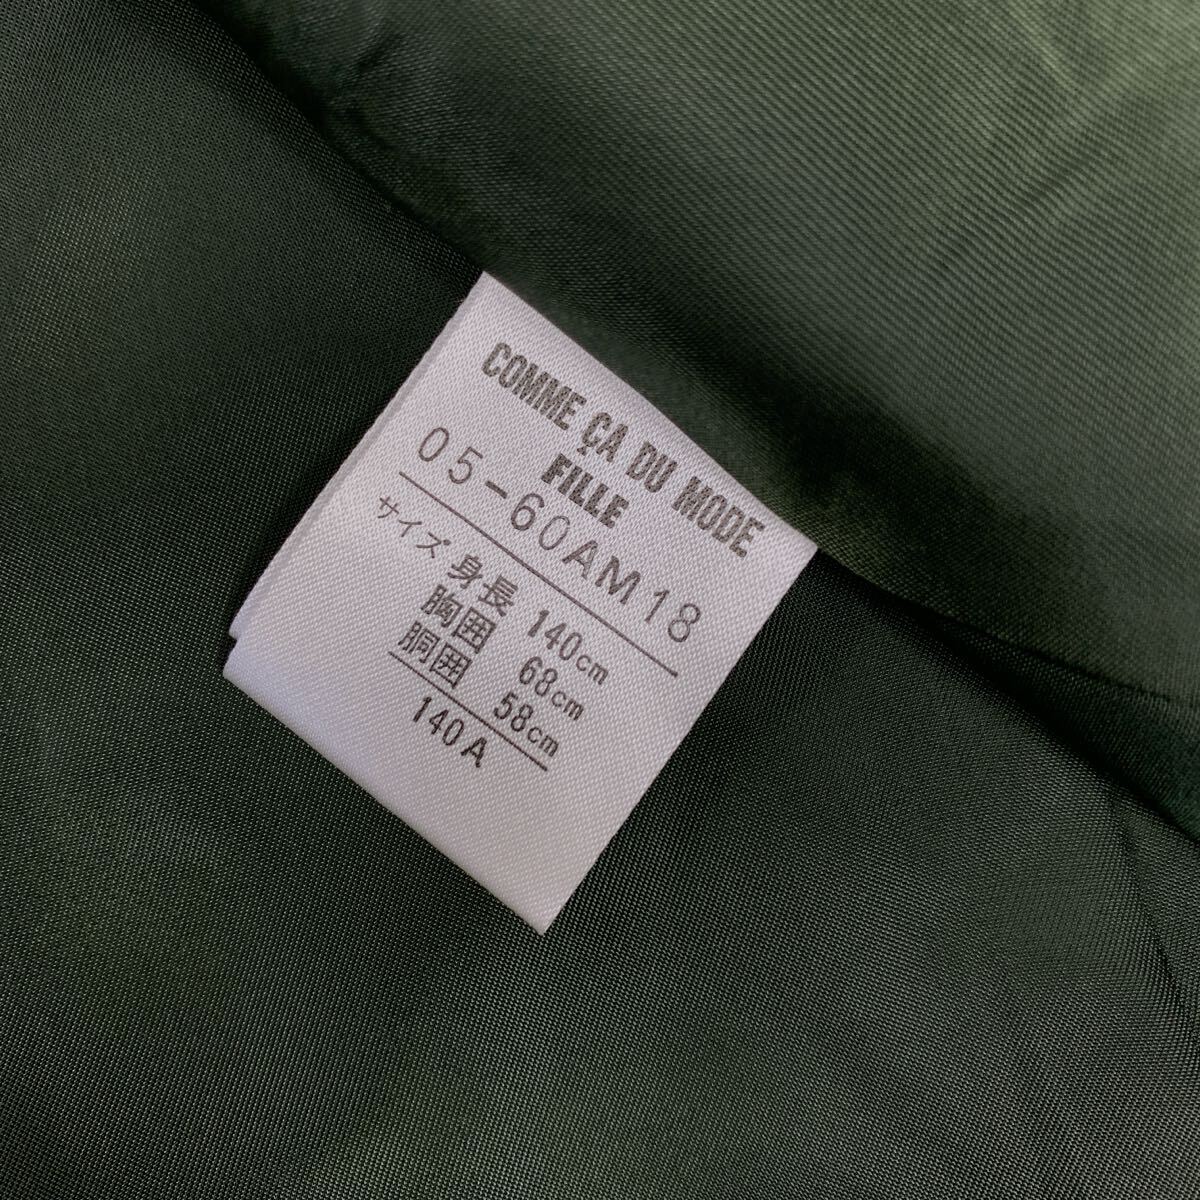 COMME ÇA DU MODE
FILLE
05-60AM18
サイズ 身長 140cm
胸囲 68cm
胴囲 58cm
140A